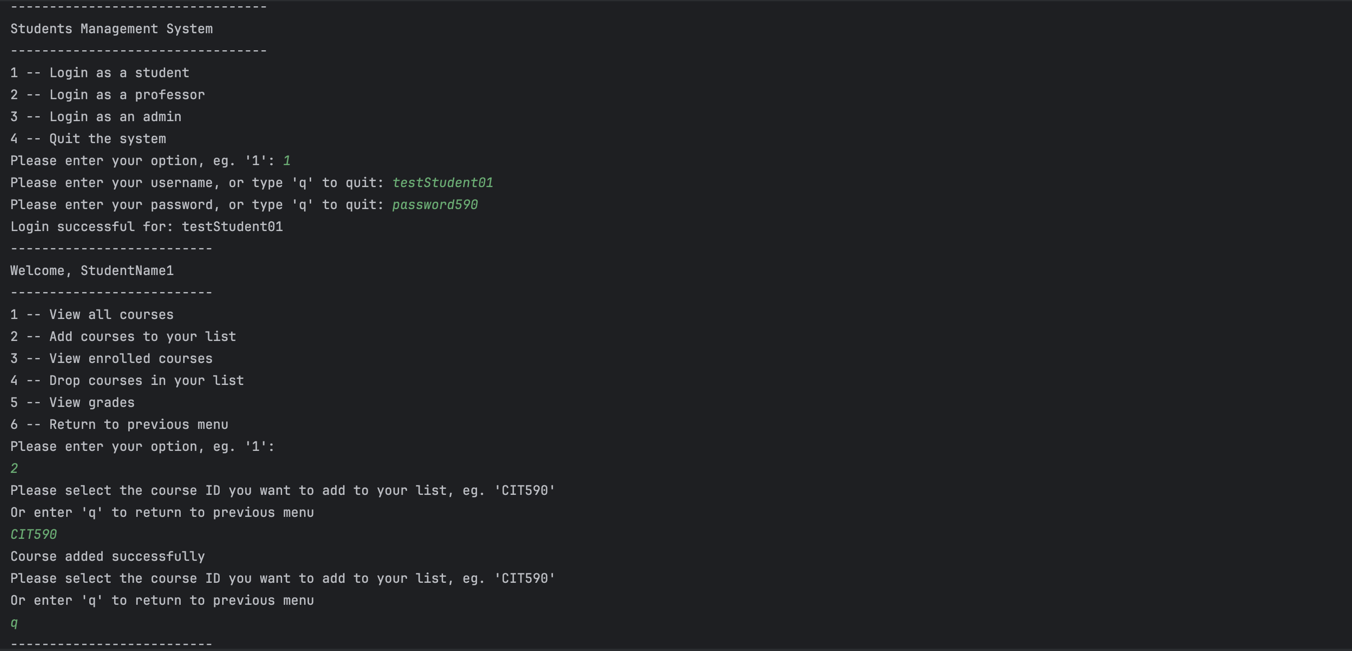 ---------------------------------
Students Management System
---------------------------------
1 -- Login as a student
2 -- Login as a professor
3 -- Login as an admin
4 -- Quit the system
Please enter your option, eg. '1': 1
Please enter your username, or type 'q' to quit: testStudent01
Please enter your password, or type 'q' to quit: password590
Login successful for: testStudent01
--------------------------
Welcome, StudentName1
--------------------------
1 -- View all courses
2 -- Add courses to your list
3 -- View enrolled courses
4 -- Drop courses in your list
5 -- View grades
6 -- Return to previous menu
Please enter your option, eg. '1':
2
Please select the course ID you want to add to your list, eg. 'CIT590'
Or enter 'q' to return to previous menu
CIT590
Course added successfully
Please select the course ID you want to add to your list, eg. 'CIT590'
Or enter 'q' to return to previous menu
q
--------------------------